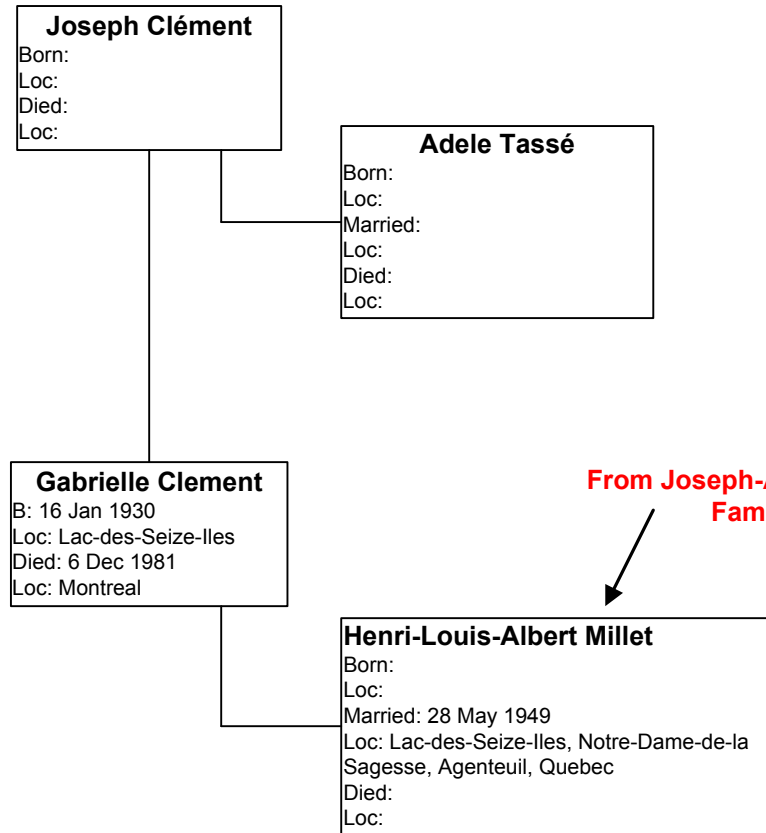 Joseph Clément
Born:
Loc:
Died:
Loc:
Adele Tassé
Born:
Loc:
Married:
Loc:
Died:
Loc:
Gabrielle Clement
B: 16 Jan 1930
Loc: Lac-des-Seize-Iles
Died: 6 Dec 1981
Loc: Montreal
From Joseph-
Henri-Louis-Albert Millet
Born:
Loc:
Married: 28 May 1949
Loc: Lac-des-Seize-Iles, Notre-Dame-de-la
Sagesse, Agenteuil, Quebec
Died:
Loc: